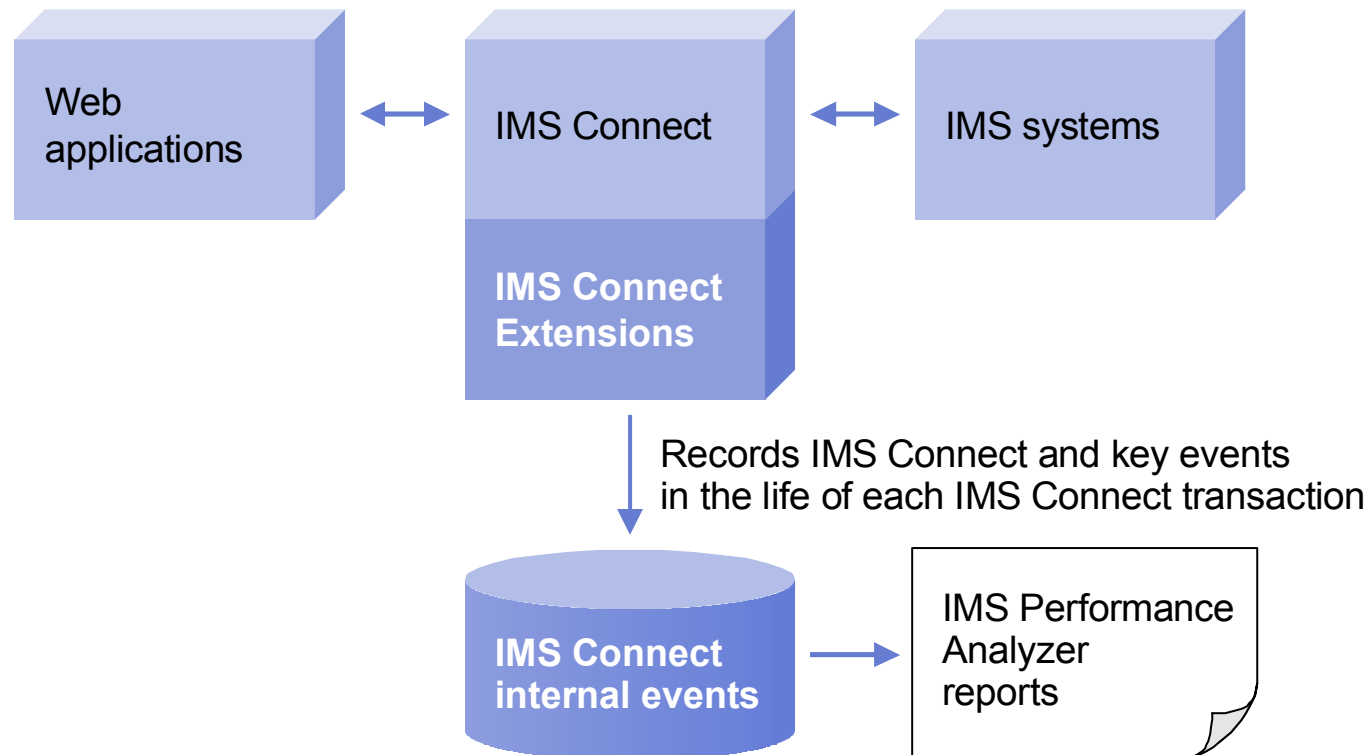 Web
applications
IMS Connect
IMS systems
IMS Connect
Extensions
Records IMS Connect and key events
in the life of each IMS Connect transaction
IMS Connect
internal events
IMS Performance
Analyzer
reports